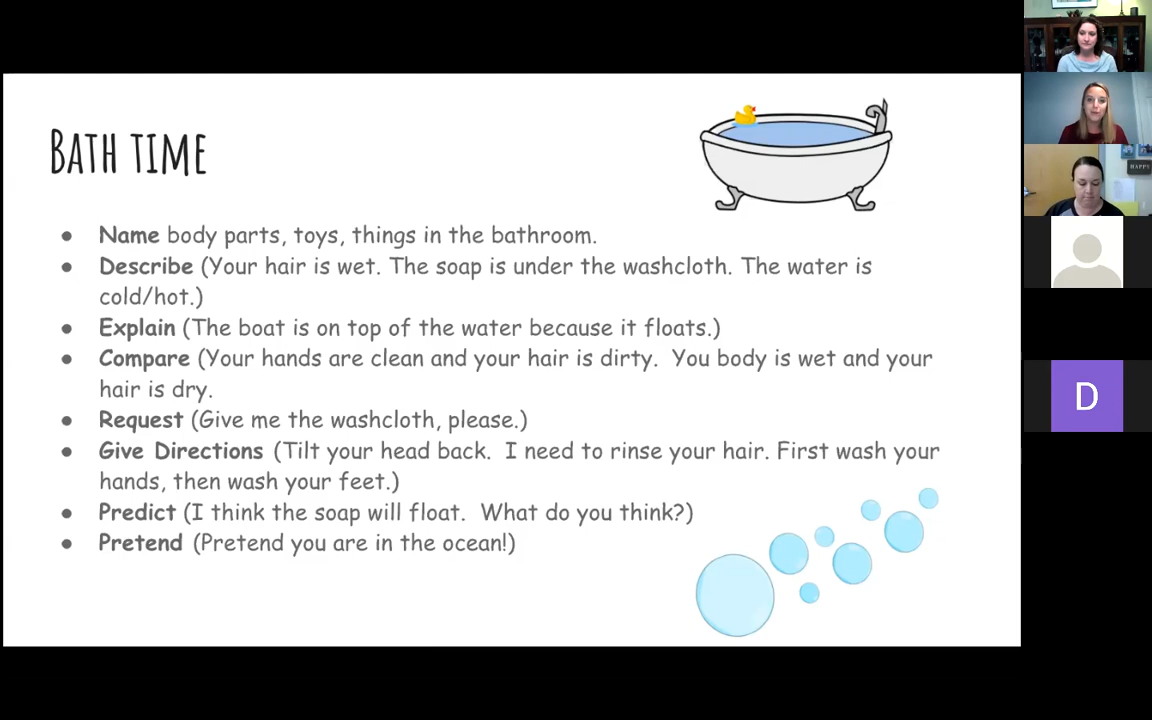 BATH TIME
● Name body parts, toys, things in the bathroom.
● Describe (Your hair is wet. The soap is under the washcloth. The water is
cold/hot.)
● Explain (The boat is on top of the water because it floats.)
● Compare (Your hands are clean and your hair is dirty. You body is wet and your
hair is dry.
● Request (Give me the washcloth, please.)
● Give Directions (Tilt your head back. I need to rinse your hair. First wash your
hands, then wash your feet.)
● Predict (I think the soap will float. What do you think?)
● Pretend (Pretend you are in the ocean!)
HAPPY
D